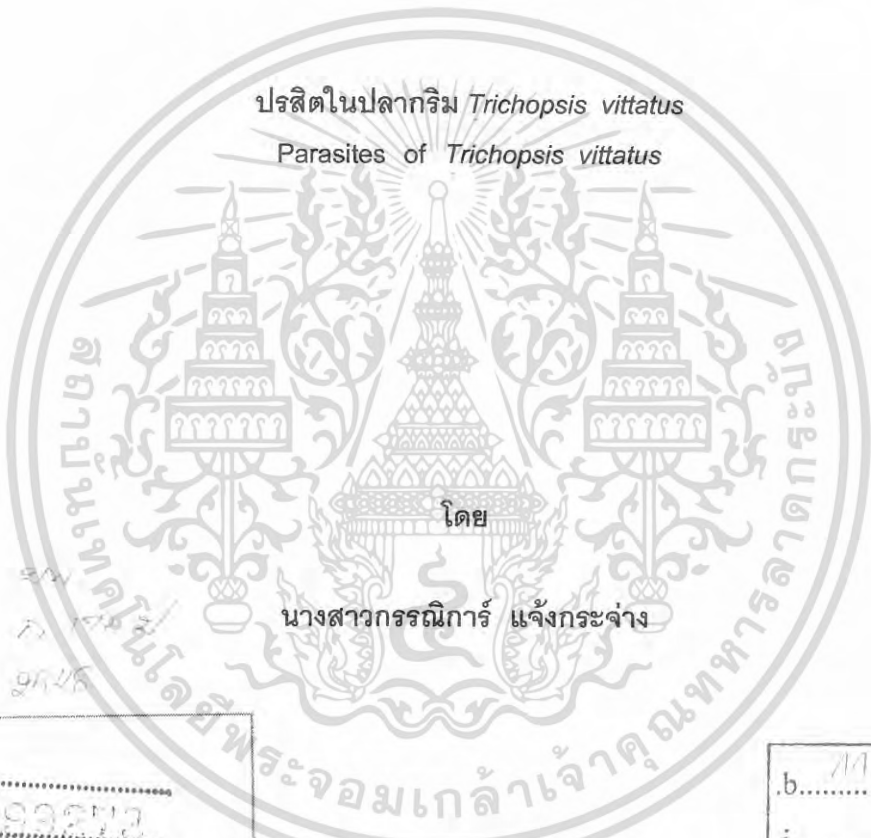 ปรสิตในปลากริม Trichopsis vittatus
Parasites of Trichopsis vittatus
โดย
นางสาวกรรณิการ์ แจ้งกระจ่าง
สถาบันเทคโนโลยีพระจอมเกล้าเจ้าคุณทหารลาดกระบัง
.b.